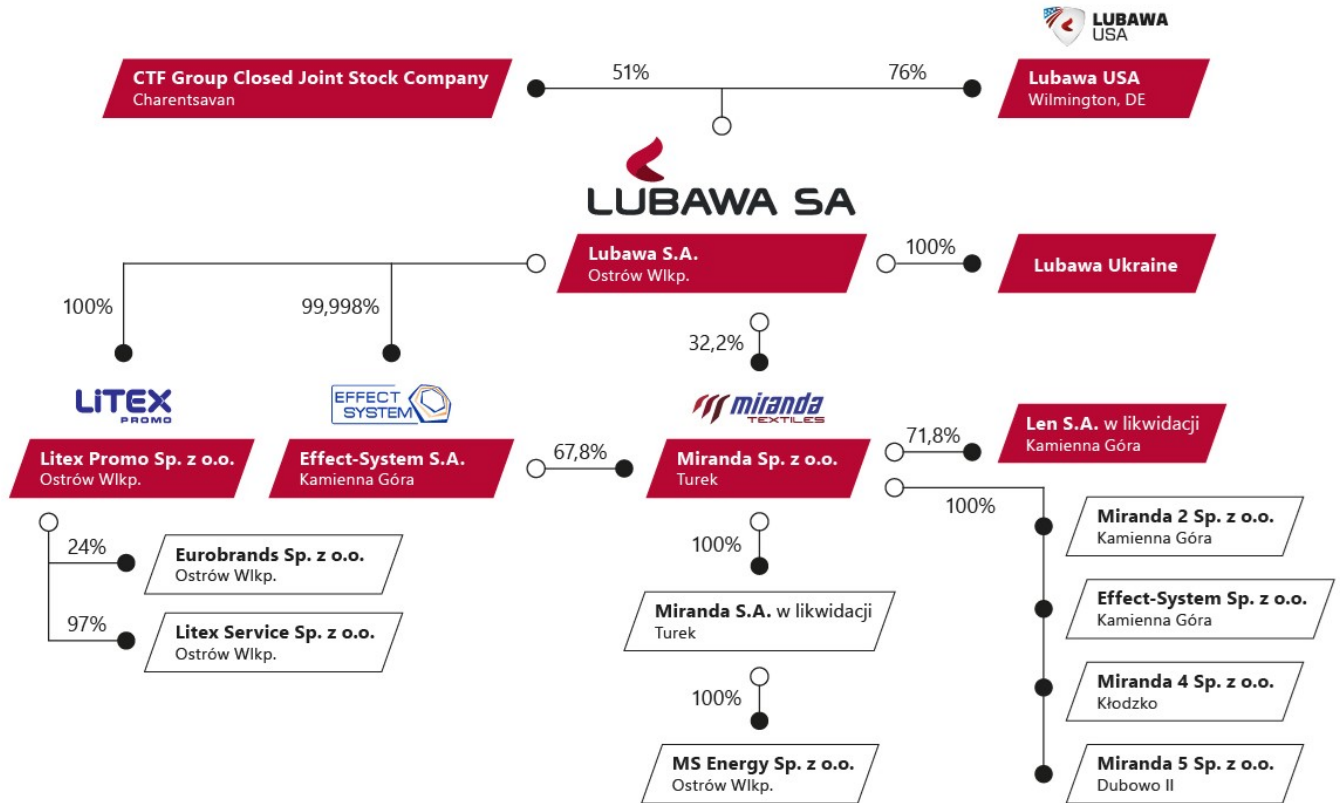 LUBAWA
USA
CTF Group Closed Joint Stock Company
Charentsavan
51%
76%
Lubawa USA
Wilmington, DE
LUBAWA SA
Lubawa S.A.
Ostrów Wlkp.
100%
Lubawa Ukraine
100%
99,998%
32,2%
LiTEX
PROMO
EFFECT
SYSTEM
miranda
TEXTILES
Litex Promo Sp. z o.o.
Ostrów Wlkp.
Effect-System S.A.
Kamienna Góra
67,8%
Miranda Sp. z o.o.
Turek
71,8%
Len S.A. w likwidacji
Kamienna Góra
100%
24%
Eurobrands Sp. z o.o.
Ostrów Wlkp.
97%
Litex Service Sp. z o.o.
Ostrów Wlkp.
100%
Miranda S.A. w likwidacji
Turek
100%
MS Energy Sp. z o.o.
Ostrów Wlkp.
Miranda 2 Sp. z o.o.
Kamienna Góra
Effect-System Sp. z o.o.
Kamienna Góra
Miranda 4 Sp. z o.o.
Kłodzko
Miranda 5 Sp. z o.o.
Dubowo II